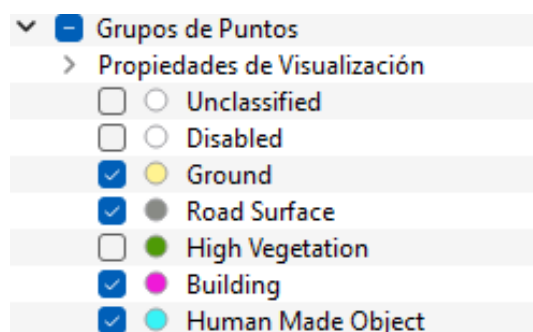 Grupos de Puntos
Propiedades de Visualización
Unclassified
Disabled
Ground
Road Surface
High Vegetation
Building
Human Made Object